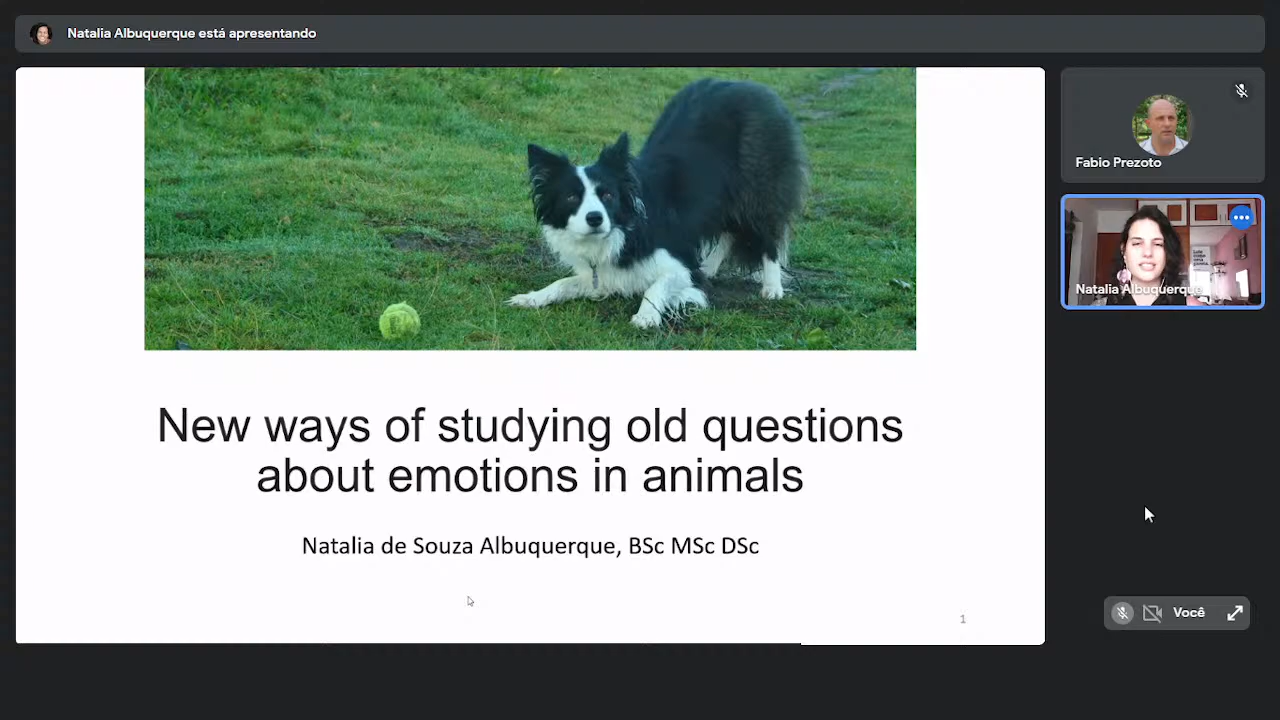 Natalia Albuquerque está apresentando
Fabio Prezoto
Natalia Albuquerque
New ways of studying old questions
about emotions in animals
Natalia de Souza Albuquerque, BSc MSc DSc
1
Você